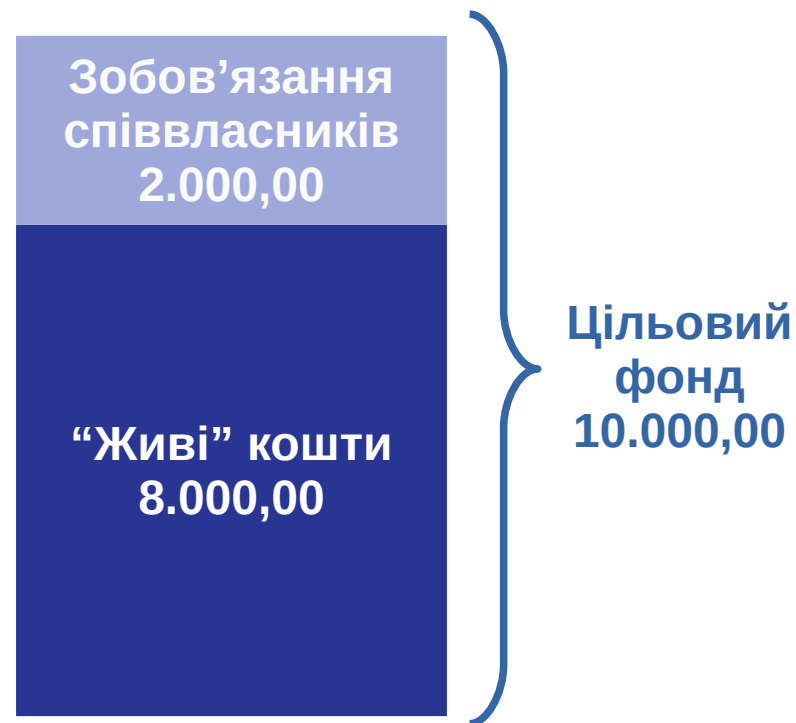 Зобов’язання
співвласників
2.000,00
“Живі” кошти
8.000,00
Цільовий
фонд
10.000,00